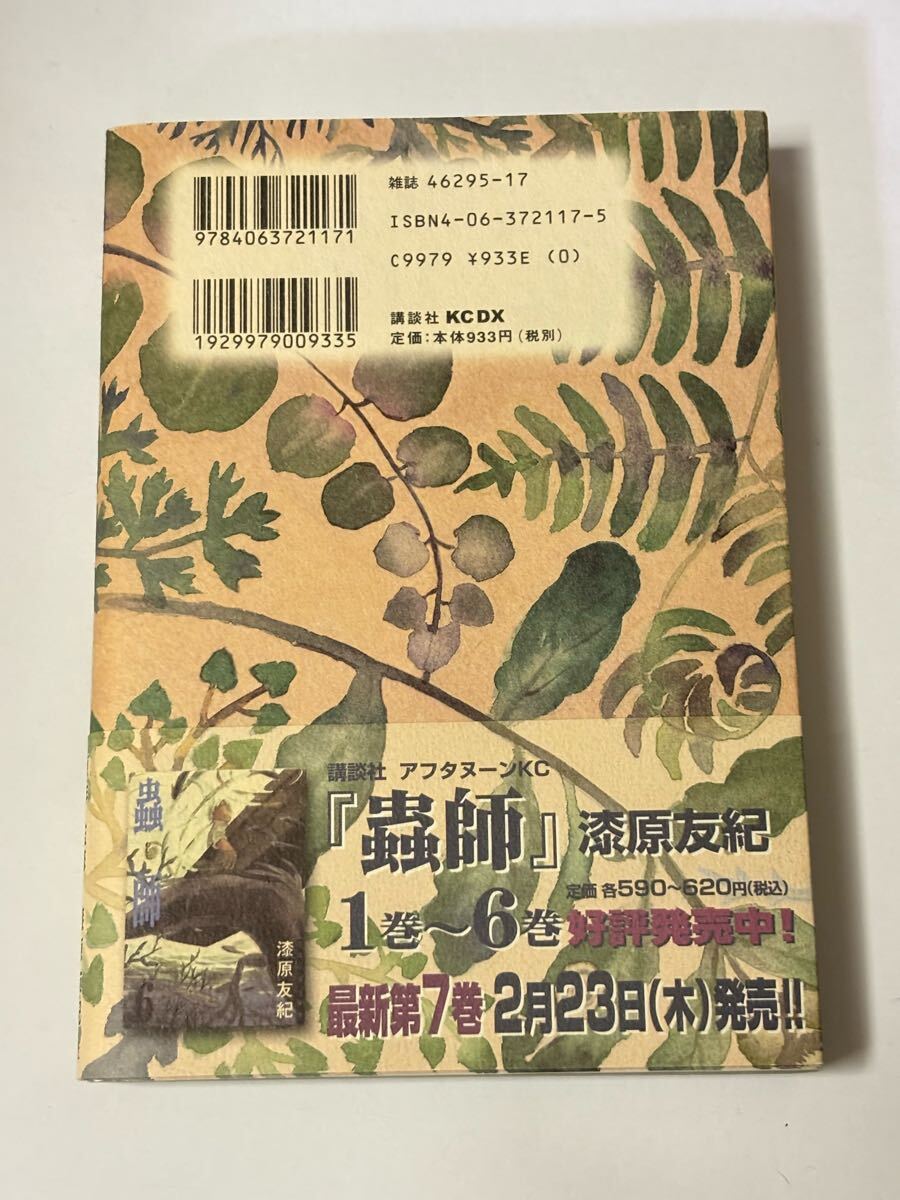 雑誌 46295-17
9784063721171
ISBN4-06-372117-5
C9979 ¥933E (0)
1929979009335
講談社 KCDX
定価：本体933円（税別）
講談社 アフタヌーンKC
『蟲師』漆原友紀
定価 各590〜620円(税込)
1巻〜6巻 好評発売中！
最新第7巻 2月23日(木)発売!!
蟲師
漆原友紀
6